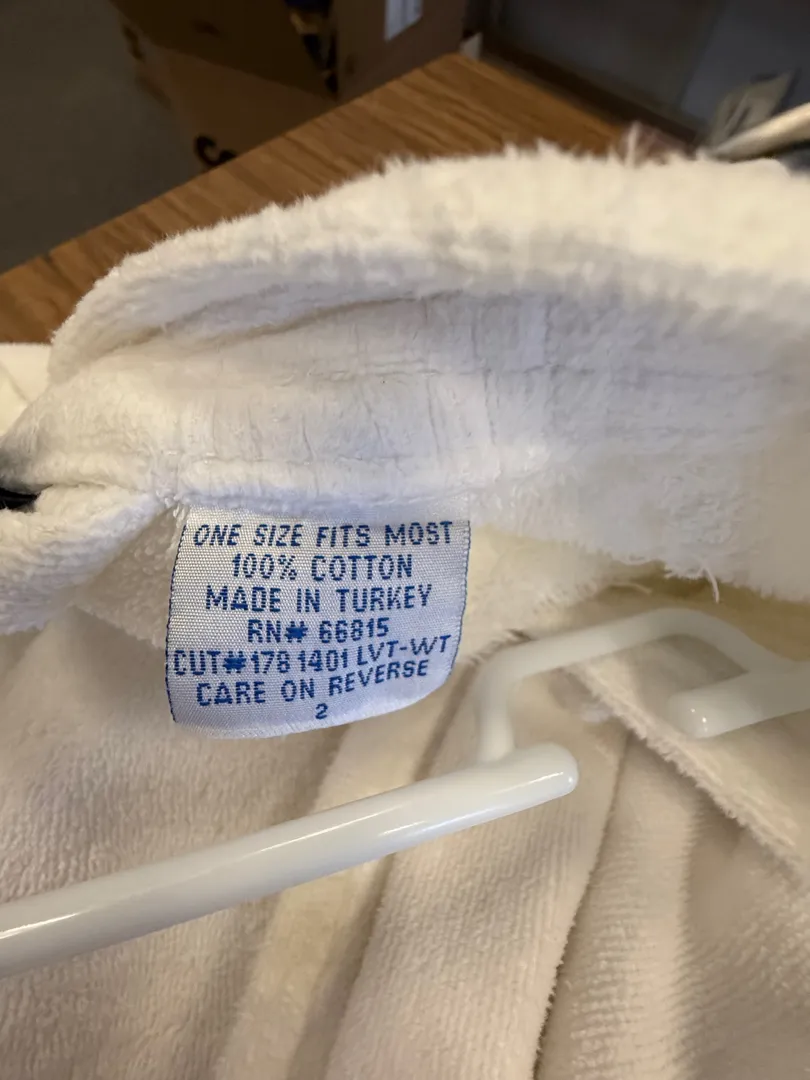 ONE SIZE FITS MOST
100% COTTON
MADE IN TURKEY
RN# 66815
CUT#178 1401 LVT-WT
CARE ON REVERSE
2